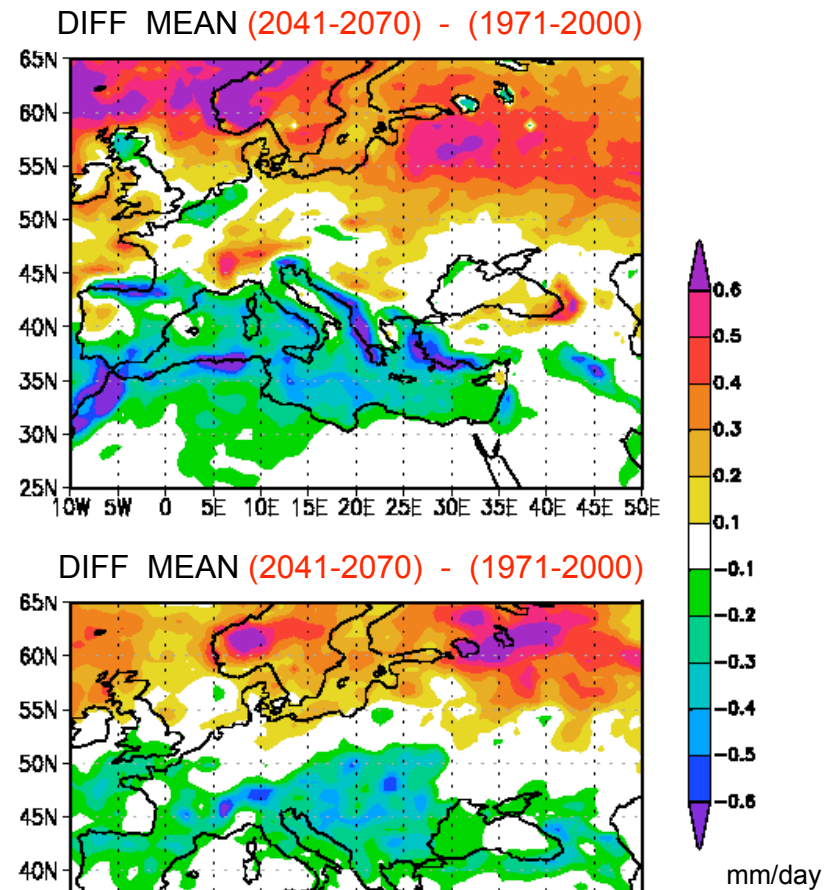 DIFF MEAN (2041-2070) - (1971-2000)
65N
60N
55N
50N
45N
40N
35N
30N
25N
10W 5W 0 5E 10E 15E 20E 25E 30E 35E 40E 45E 50E
0.6
0.5
0.4
0.3
0.2
0.1
-0.1
-0.2
-0.3
-0.4
-0.5
-0.6
mm/day
DIFF MEAN (2041-2070) - (1971-2000)
65N
60N
55N
50N
45N
40N